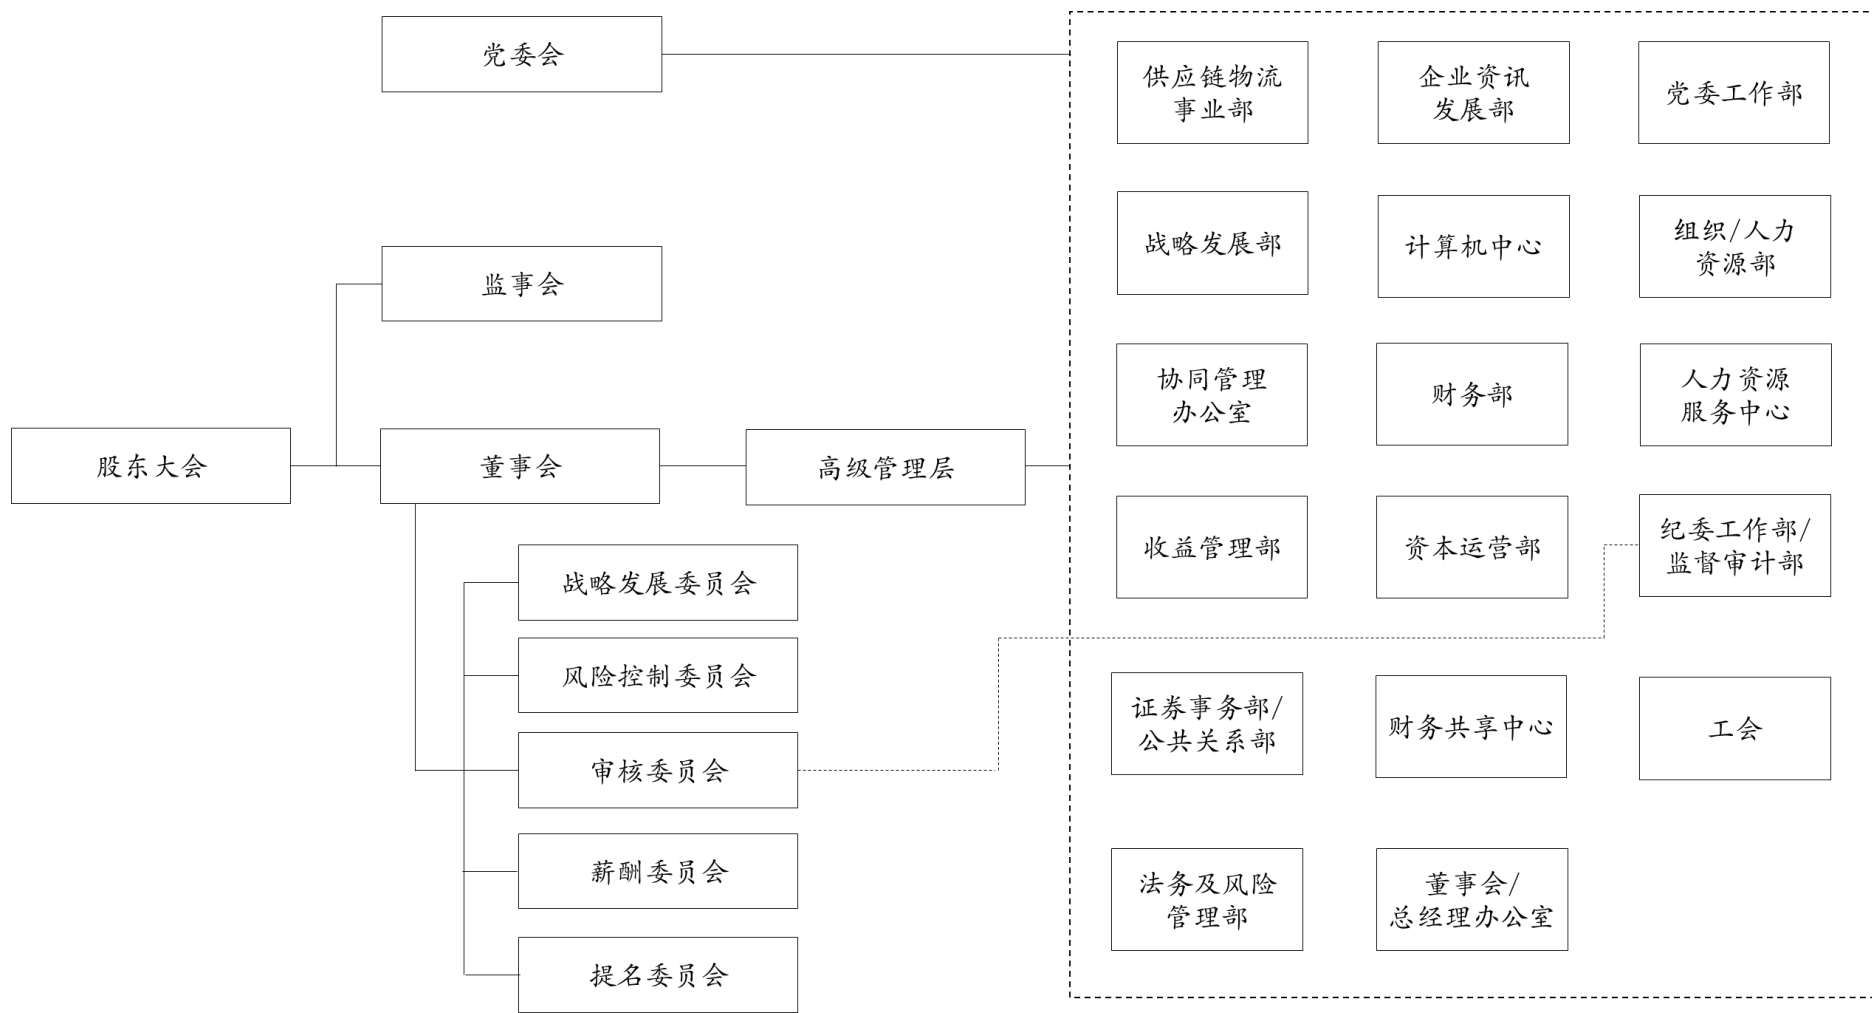 党委会
监事会
股东大会
董事会
高级管理层
战略发展委员会
风险控制委员会
审核委员会
薪酬委员会
提名委员会
供应链物流
事业部
企业资讯
发展部
党委工作部
战略发展部
计算机中心
组织/人力
资源部
协同管理
办公室
财务部
人力资源
服务中心
收益管理部
资本运营部
纪委工作部/
监督审计部
证券事务部/
公共关系部
财务共享中心
工会
法务及风险
管理部
董事会/
总经理办公室